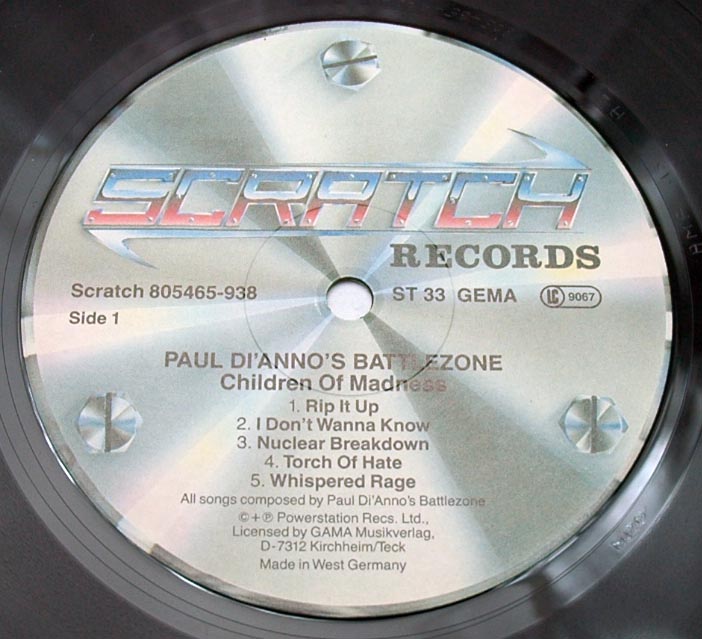 SCRATCH
RECORDS
Scratch 805465-938
ST 33 GEMA LC 9067
Side 1
PAUL DI'ANNO'S BATTLEZONE
Children Of Madness
1. Rip It Up
2. I Don't Wanna Know
3. Nuclear Breakdown
4. Torch Of Hate
5. Whispered Rage
All songs composed by Paul Di'Anno's Battlezone
©+℗ Powerstation Recs. Ltd.,
Licensed by GAMA Musikverlag,
D-7312 Kirchheim/Teck
Made in West Germany